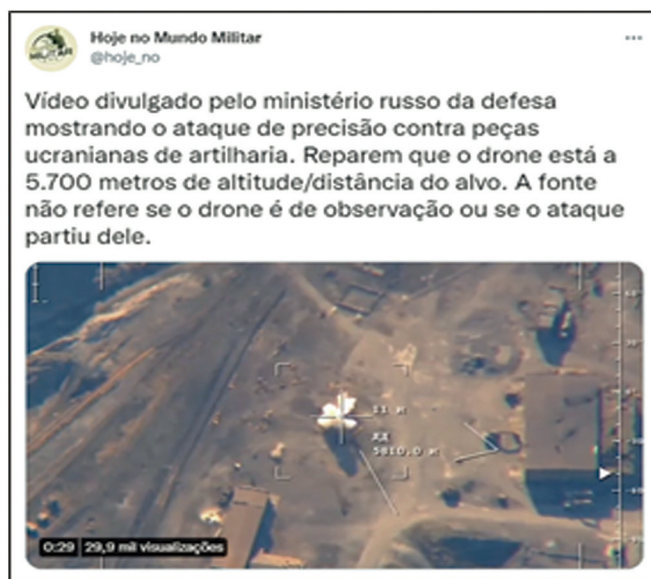 Hoje no Mundo Militar
@hoje_no
Vídeo divulgado pelo ministério russo da defesa
mostrando o ataque de precisão contra peças
ucranianas de artilharia. Reparem que o drone está a
5.700 metros de altitude/distância do alvo. A fonte
não refere se o drone é de observação ou se o ataque
partiu dele.
0:29 29,9 mil visualizações